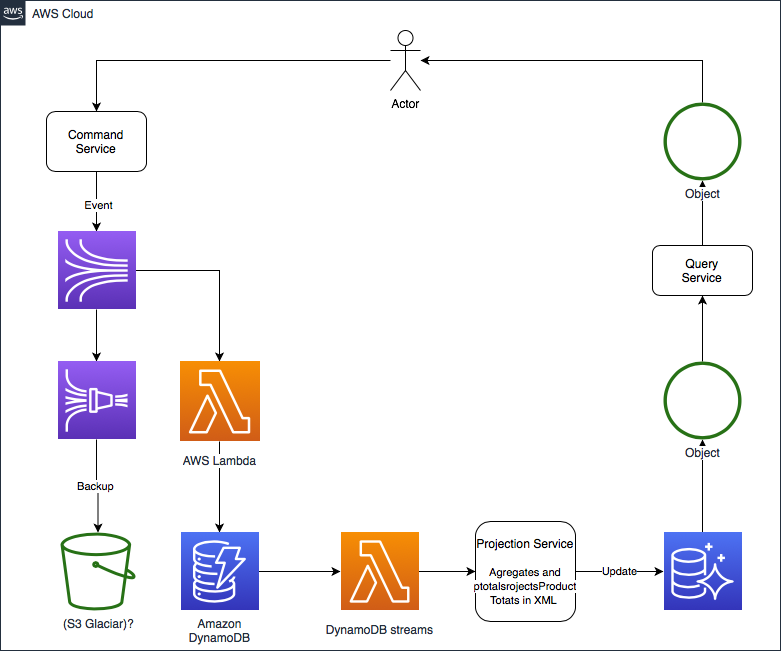 aws
AWS Cloud
Actor
Command
Service
Event
Object
Query
Service
AWS Lambda
Object
Backup
Projection Service
Agregates and
ptotalsrojectsProduct
Totats in XML
Update
(S3 Glaciar)?
Amazon
DynamoDB
DynamoDB streams